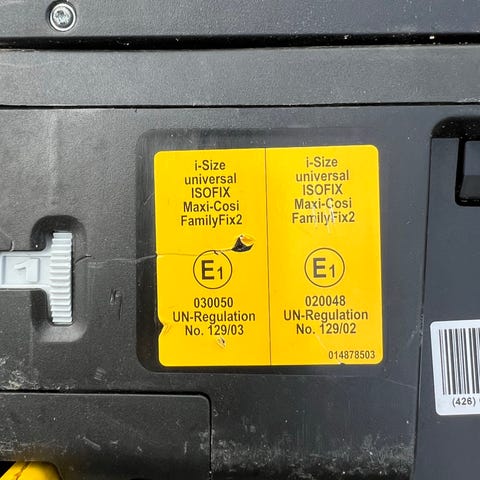 i-Size
universal
ISOFIX
Maxi-Cosi
FamilyFix2
E1
030050
UN-Regulation
No. 129/03
i-Size
universal
ISOFIX
Maxi-Cosi
FamilyFix2
E1
020048
UN-Regulation
No. 129/02
014878503
1
(426)